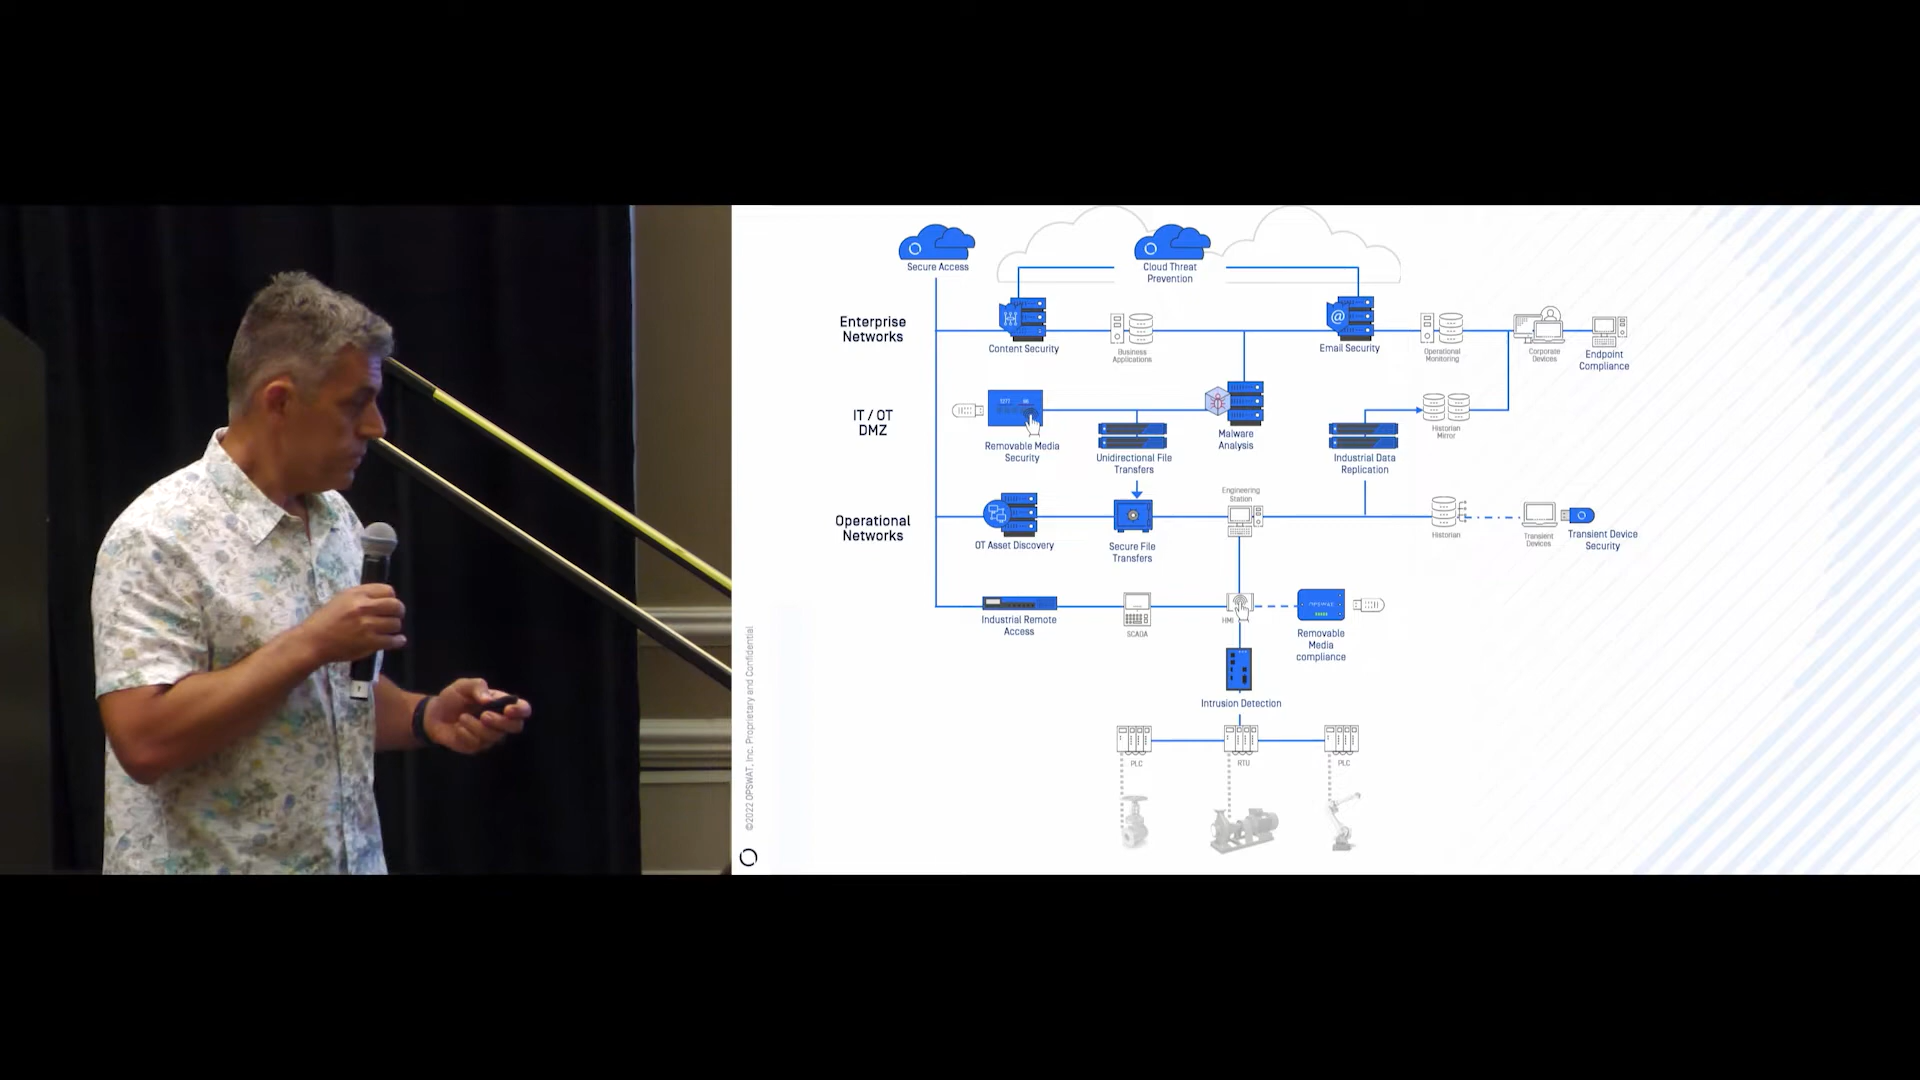 Secure Access
Cloud Threat
Prevention
Enterprise
Networks
Content Security
Business
Applications
@
Email Security
Operational
Monitoring
Corporate
Devices
Endpoint
Compliance
IT / OT
DMZ
Removable Media
Security
Unidirectional File
Transfers
Malware
Analysis
Industrial Data
Replication
Historian
Mirror
Operational
Networks
OT Asset Discovery
Secure File
Transfers
Engineering
Station
Historian
Transient
Devices
Transient Device
Security
Industrial Remote
Access
SCADA
HMI
OPSWAT
Removable
Media
compliance
Intrusion Detection
PLC
RTU
PLC
©2022 OPSWAT, Inc. Proprietary and Confidential